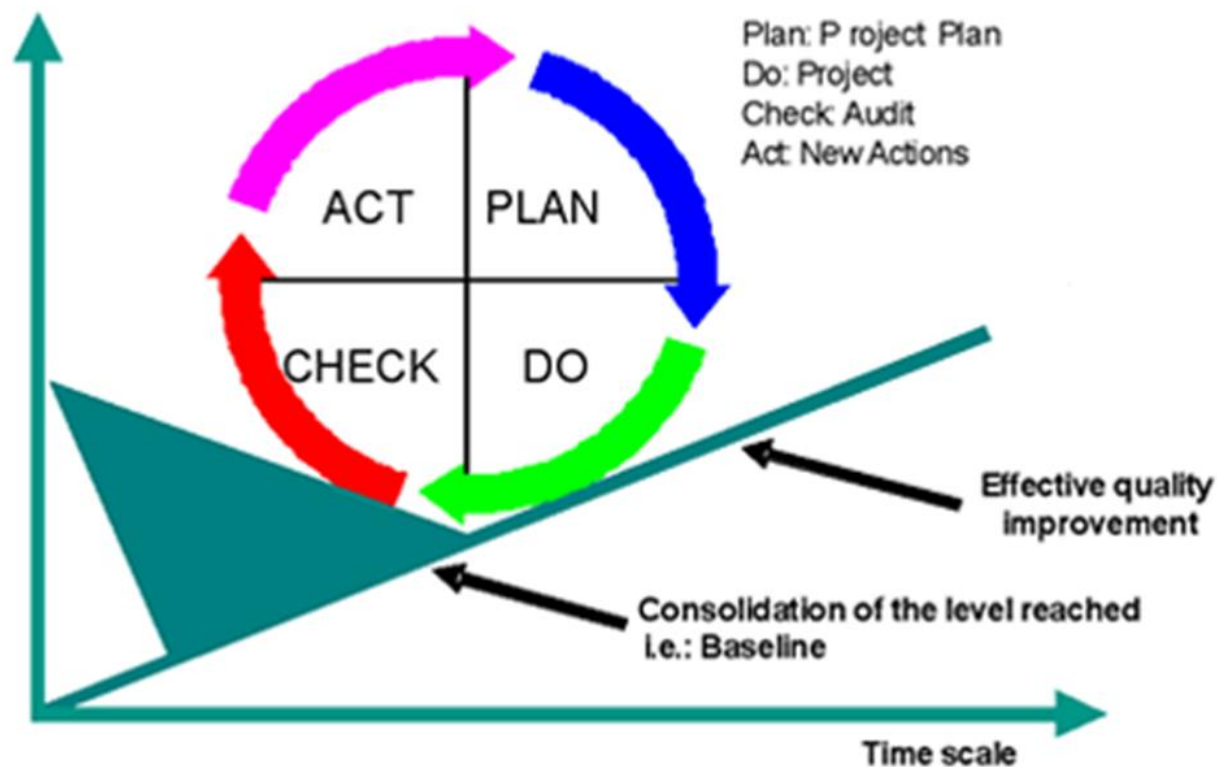 Plan: P roject Plan
Do: Project
Check: Audit
Act: New Actions
ACT
PLAN
CHECK
DO
Effective quality
improvement
Consolidation of the level reached
i.e.: Baseline
Time scale